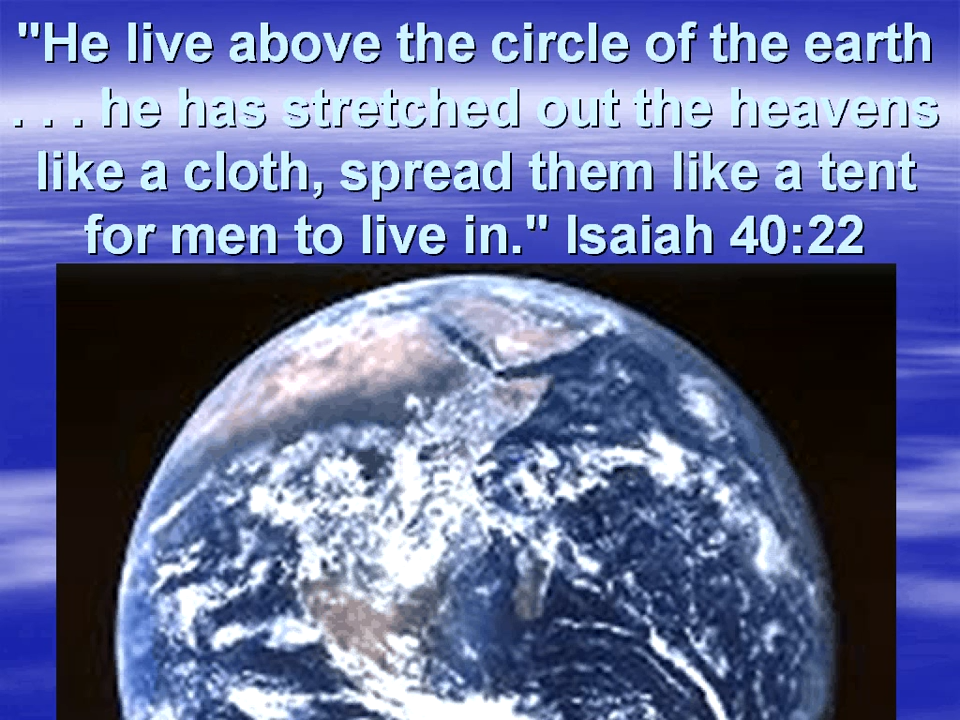 "He live above the circle of the earth
. . . he has stretched out the heavens
like a cloth, spread them like a tent
for men to live in." Isaiah 40:22